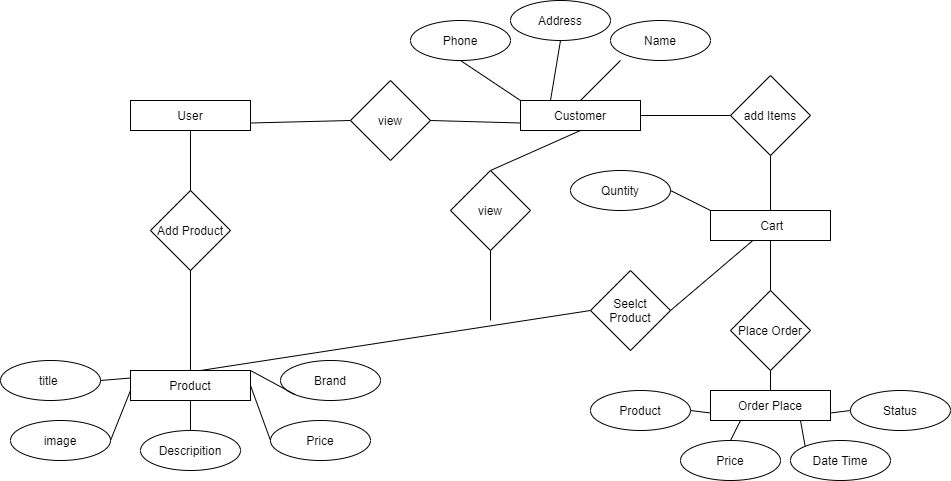 Address
Phone
Name
User
view
Customer
add Items
Quntity
view
Add Product
Cart
Seelct
Product
Place Order
title
Product
Brand
image
Descripition
Price
Order Place
Product
Status
Price
Date Time